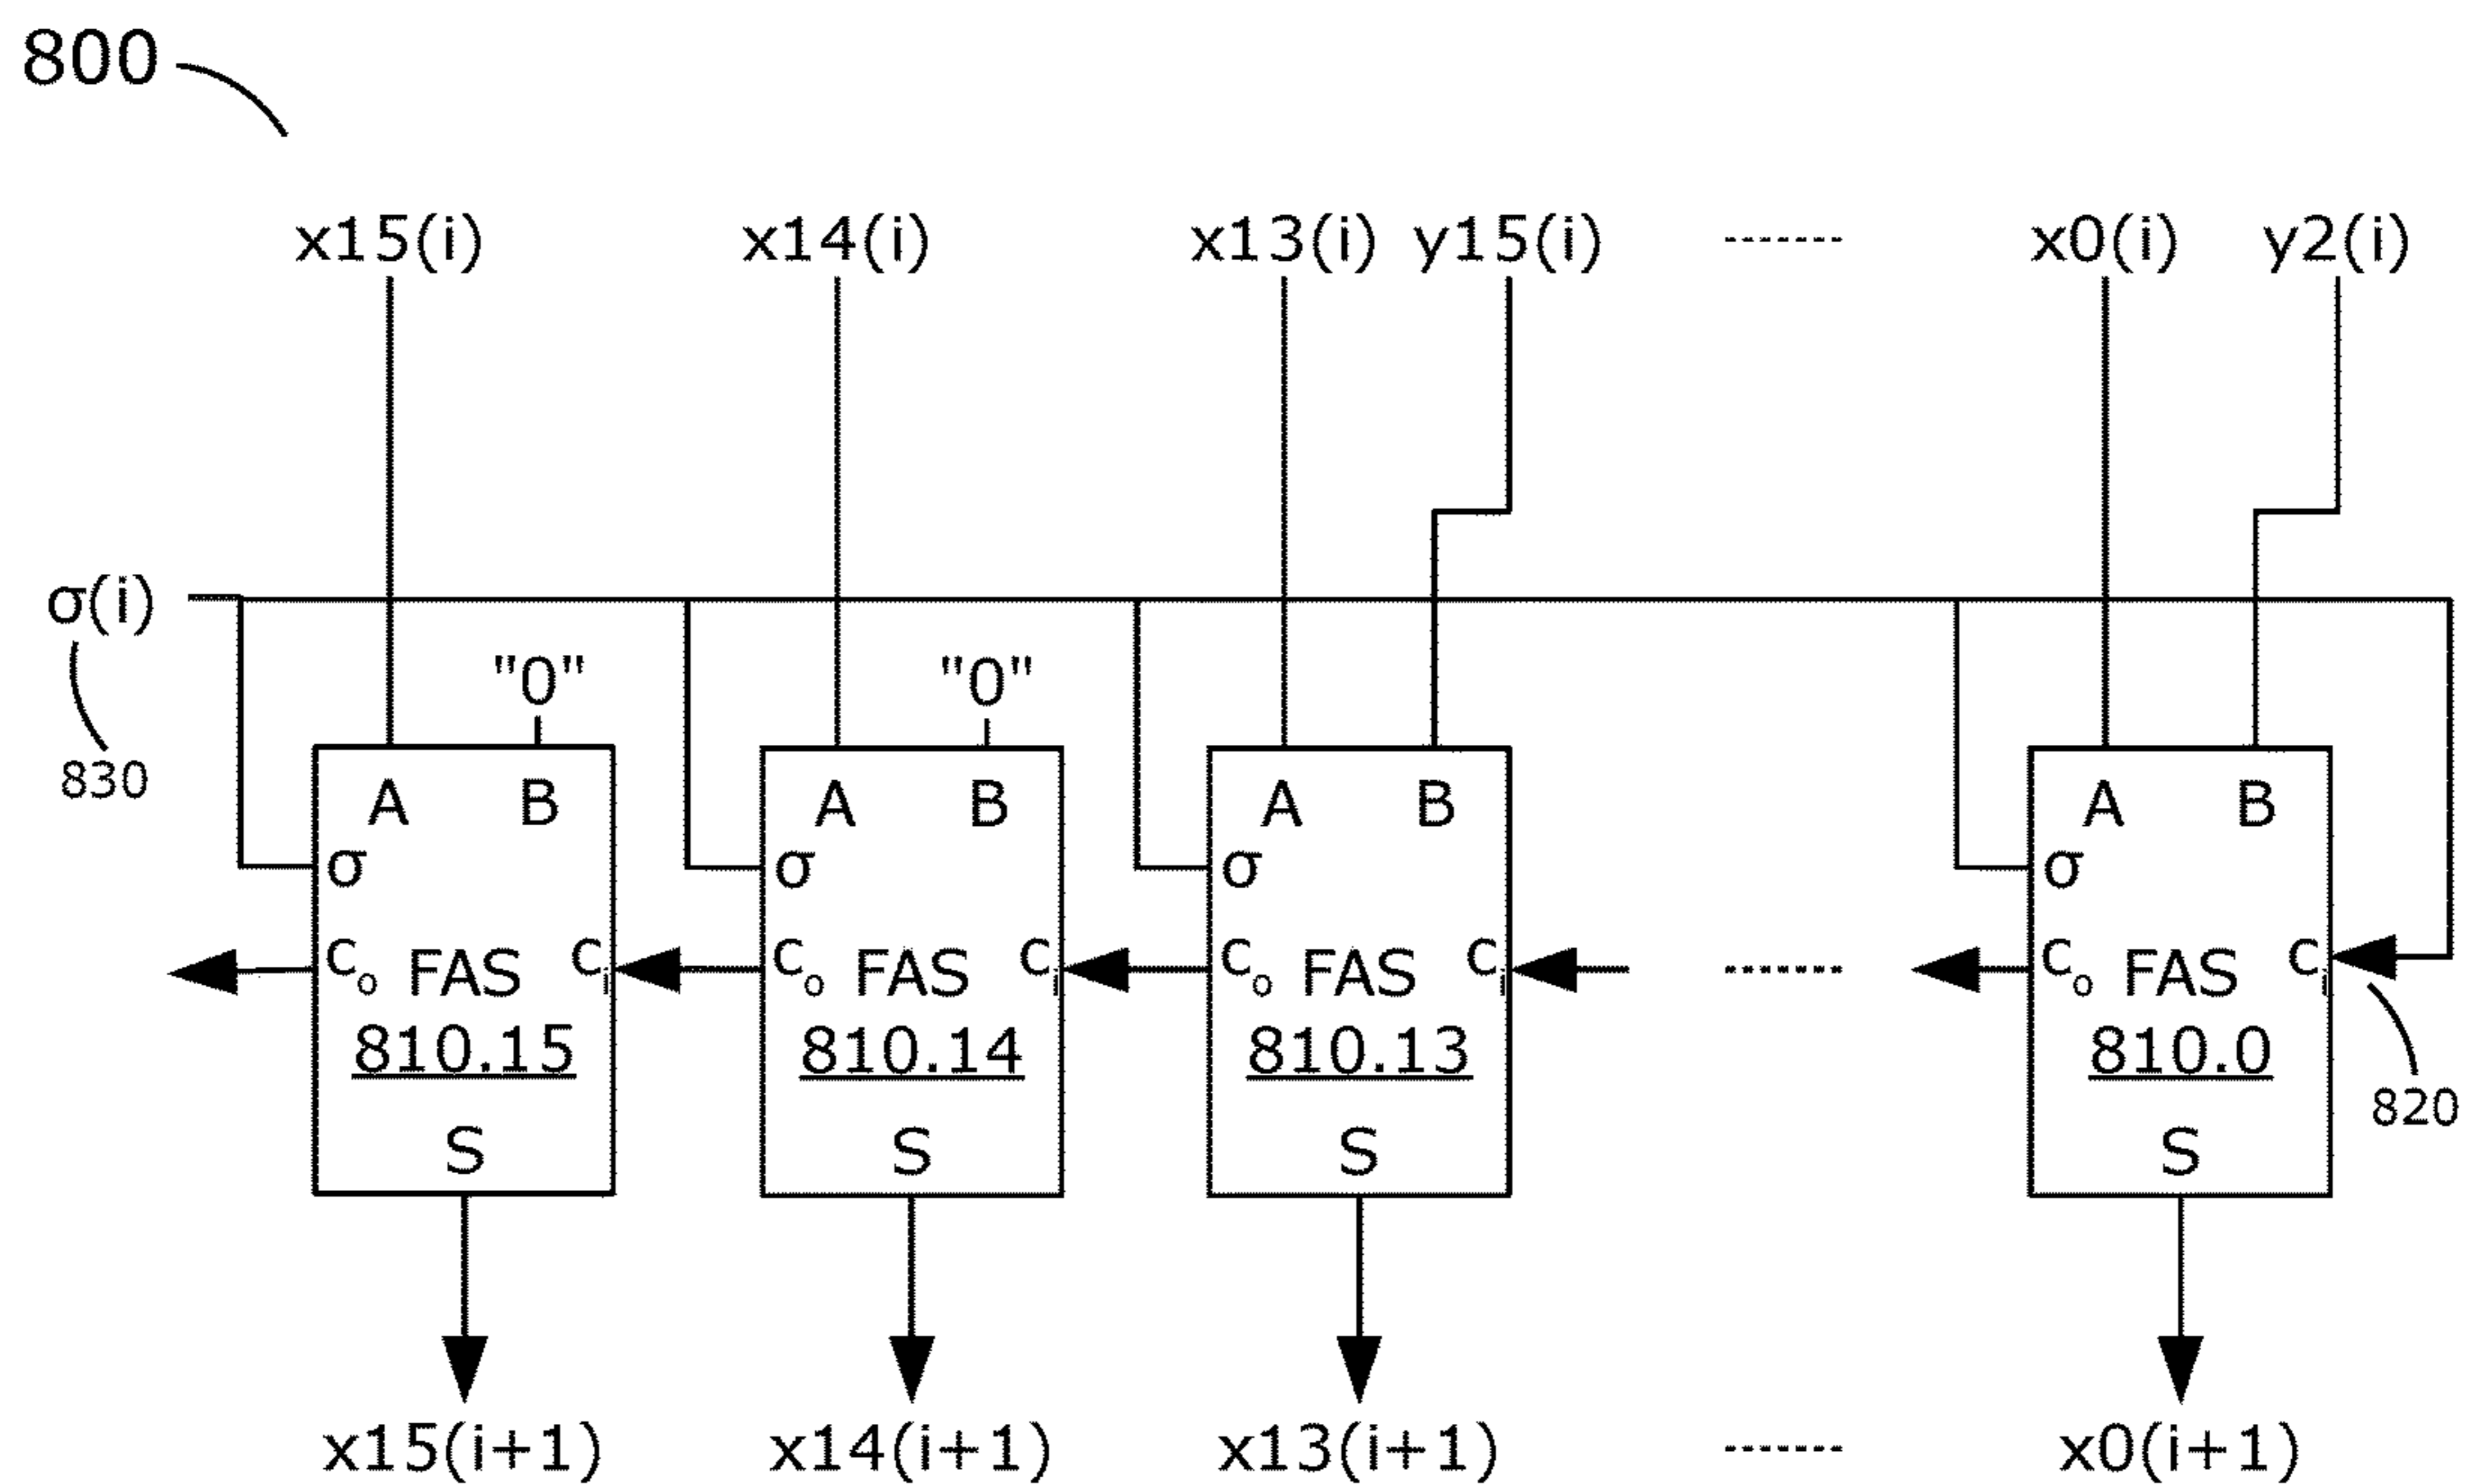 800
x15(i) x14(i) x13(i) y15(i) ------- x0(i) y2(i)
σ(i)
"0" "0"
830
A B A B A B A B
σ σ σ σ
Co FAS Ci Co FAS Ci Co FAS Ci ------- Co FAS Ci
810.15 810.14 810.13 810.0
820
S S S S
x15(i+1) x14(i+1) x13(i+1) ------- x0(i+1)